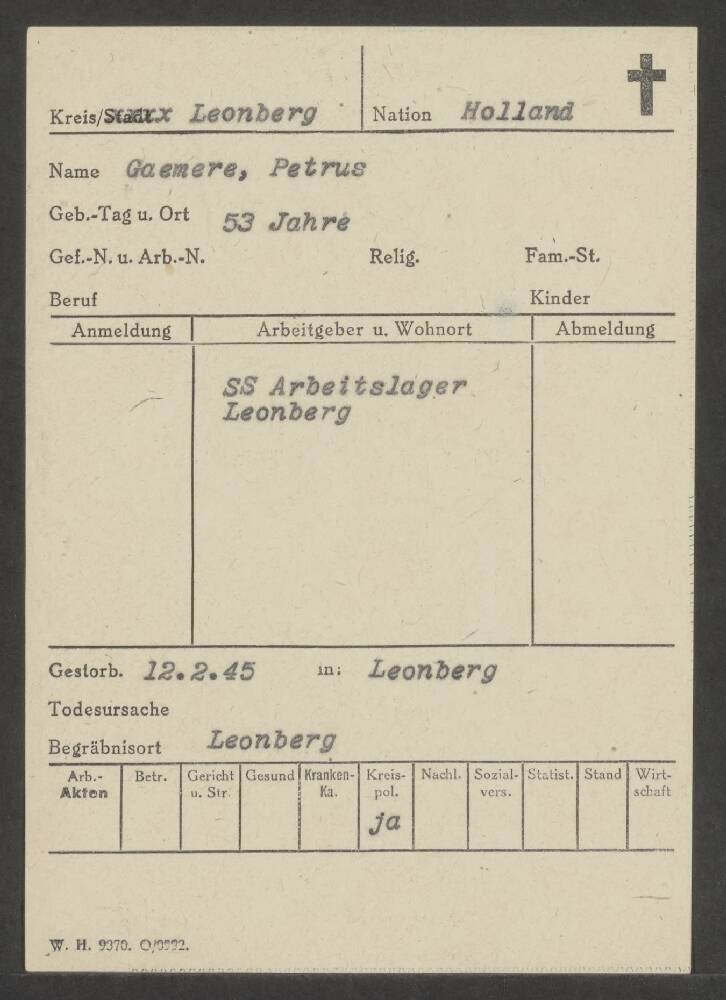 Kreis/Stadt Leonberg Nation Holland
Name Gaemere, Petrus
Geb.-Tag u. Ort 53 Jahre
Gef.-N. u. Arb.-N. Relig. Fam.-St.
Beruf Kinder
Anmeldung Arbeitgeber u. Wohnort Abmeldung
SS Arbeitslager
Leonberg
Gestorb. 12.2.45 in: Leonberg
Todesursache
Begräbnisort Leonberg
Arb.-Akten Betr. Gericht u. Str. Gesund Kranken-Ka. Kreis-pol. Nachl. Sozial-vers. Statist. Stand Wirt-schaft
ja
W. H. 9370.